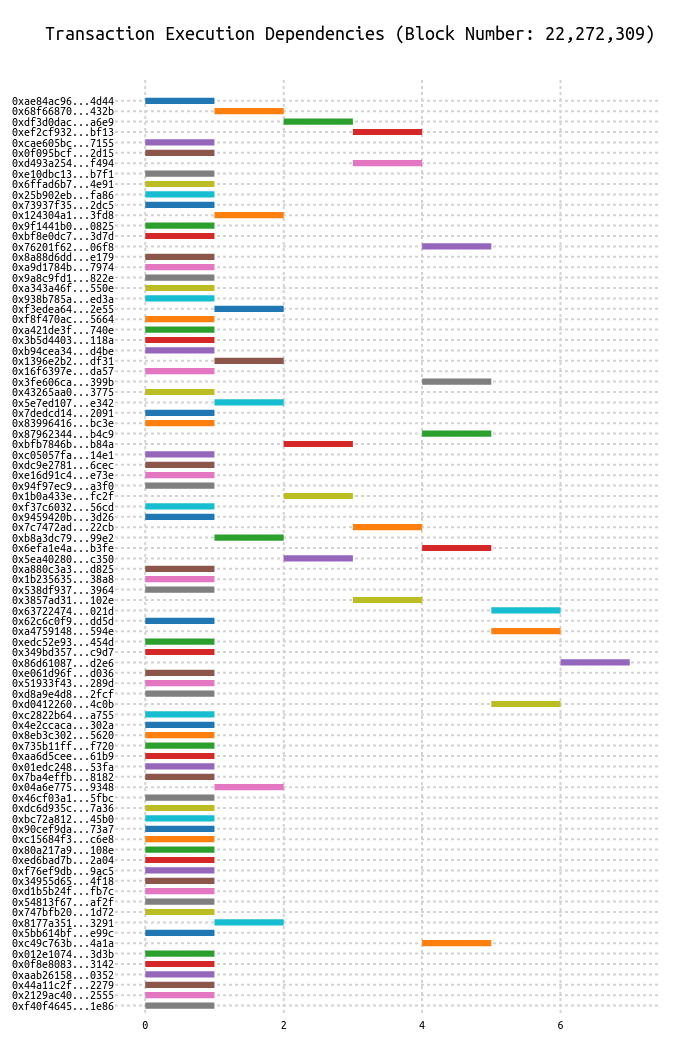 Transaction Execution Dependencies (Block Number: 22,272,309)
0xae84ac96...4d44
0x68f66870...432b
0xdf3d0dac...a6e9
0xef2cf932...bf13
0xcae605bc...7155
0x0f095bcf...2d15
0xd493a254...f494
0xe10dbc13...b7f1
0x6ffad6b7...4e91
0x25b902eb...fa86
0x73937f35...2dc5
0x124304a1...3fd8
0x9f1441b0...0825
0xbf8e0dc7...3d7d
0x76201f62...06f8
0x8a88d6dd...e179
0xa9d1784b...7974
0x9a8c9fd1...822e
0xa343a46f...550e
0x938b785a...ed3a
0xf3edea64...2e55
0xf8f470ac...5664
0xa421de3f...740e
0x3b5d4403...118a
0xb94cea34...d4be
0x1396e2b2...df31
0x16f6397e...da57
0x3fe606ca...399b
0x43265aa0...3775
0x5e7ed107...e342
0x7dedcd14...2091
0x83996416...bc3e
0x87962344...b4c9
0xbfb7846b...b84a
0xc05057fa...14e1
0xdc9e2781...6cec
0xe16d91c4...e73e
0x94f97ec9...a3f0
0x1b0a433e...fc2f
0xf37c6032...56cd
0x9459420b...3d26
0x7c7472ad...22cb
0xb8a3dc79...99e2
0x6efa1e4a...b3fe
0x5ea40280...c350
0xa880c3a3...d825
0x1b235635...38a8
0x538df937...3964
0x3857ad31...102e
0x63722474...021d
0x62c6c0f9...dd5d
0xa4759148...594e
0xedc52e93...454d
0x349bd357...c9d7
0x86d61087...d2e6
0xe061d96f...d036
0x51933f43...289d
0xd8a9e4d8...2fcf
0xd0412260...4c0b
0xc2822b64...a755
0x4e2ccaca...302a
0x8eb3c302...5620
0x735b11ff...f720
0xaa6d5cee...61b9
0x01edc248...53fa
0x7ba4effb...8182
0x04a6e775...9348
0x46cf03a1...5fbc
0xdc6d935c...7a36
0xbc72a812...45b0
0x90cef9da...73a7
0xc15684f3...c6e8
0x80a217a9...108e
0xed6bad7b...2a04
0xf76ef9db...9ac5
0x34955d65...4f18
0xd1b5b24f...fb7c
0x54813f67...af2f
0x747bfb20...1d72
0x8177a351...3291
0x5bb614bf...e99c
0xc49c763b...4a1a
0x012e1074...3d3b
0x0f8e8083...3142
0xaab26158...0352
0x44a11c2f...2279
0x2129ac40...2555
0xf40f4645...1e86
0 2 4 6